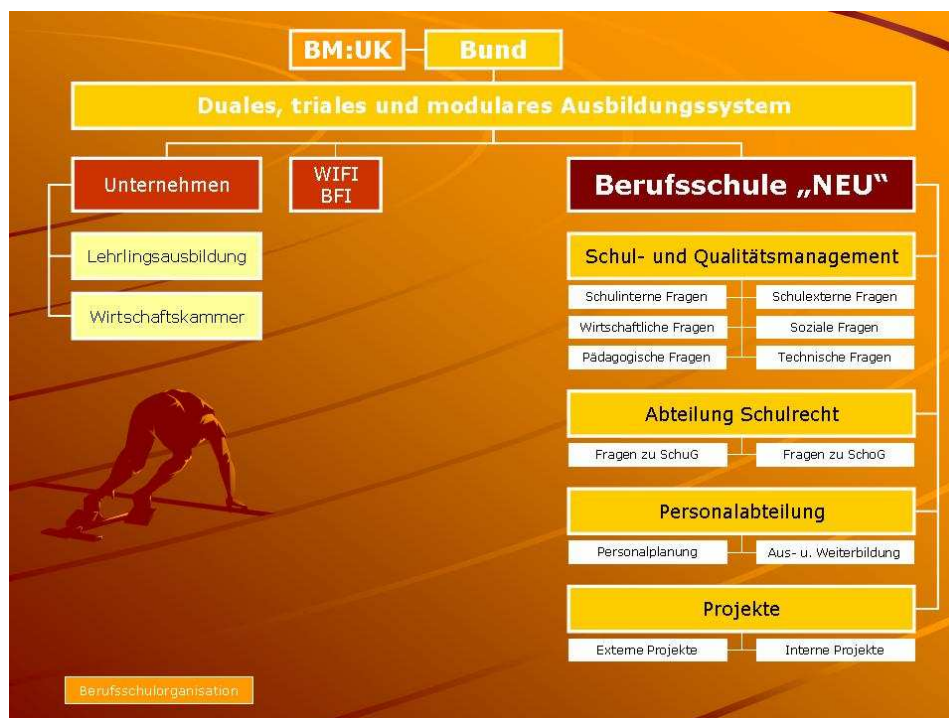 BM:UK
Bund
Duales, triales und modulares Ausbildungssystem
Unternehmen
WIFI
BFI
Berufsschule „NEU“
Lehrlingsausbildung
Wirtschaftskammer
Schul- und Qualitätsmanagement
Schulinterne Fragen
Schulexterne Fragen
Wirtschaftliche Fragen
Soziale Fragen
Pädagogische Fragen
Technische Fragen
Abteilung Schulrecht
Fragen zu SchuG
Fragen zu SchoG
Personalabteilung
Personalplanung
Aus- u. Weiterbildung
Projekte
Externe Projekte
Interne Projekte
Berufsschulorganisation